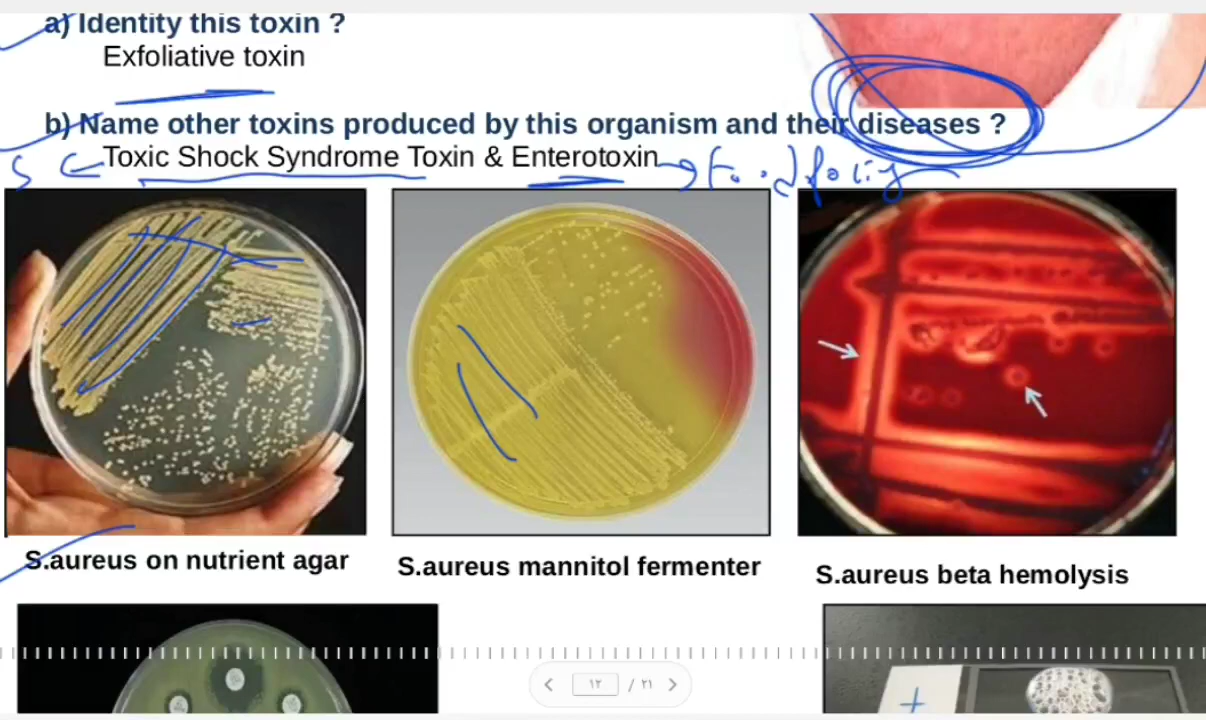 a) Identity this toxin ?
Exfoliative toxin
b) Name other toxins produced by this organism and their diseases ?
Toxic Shock Syndrome Toxin & Enterotoxin
S.aureus on nutrient agar
S.aureus mannitol fermenter
S.aureus beta hemolysis
١٢ / ٢١
+